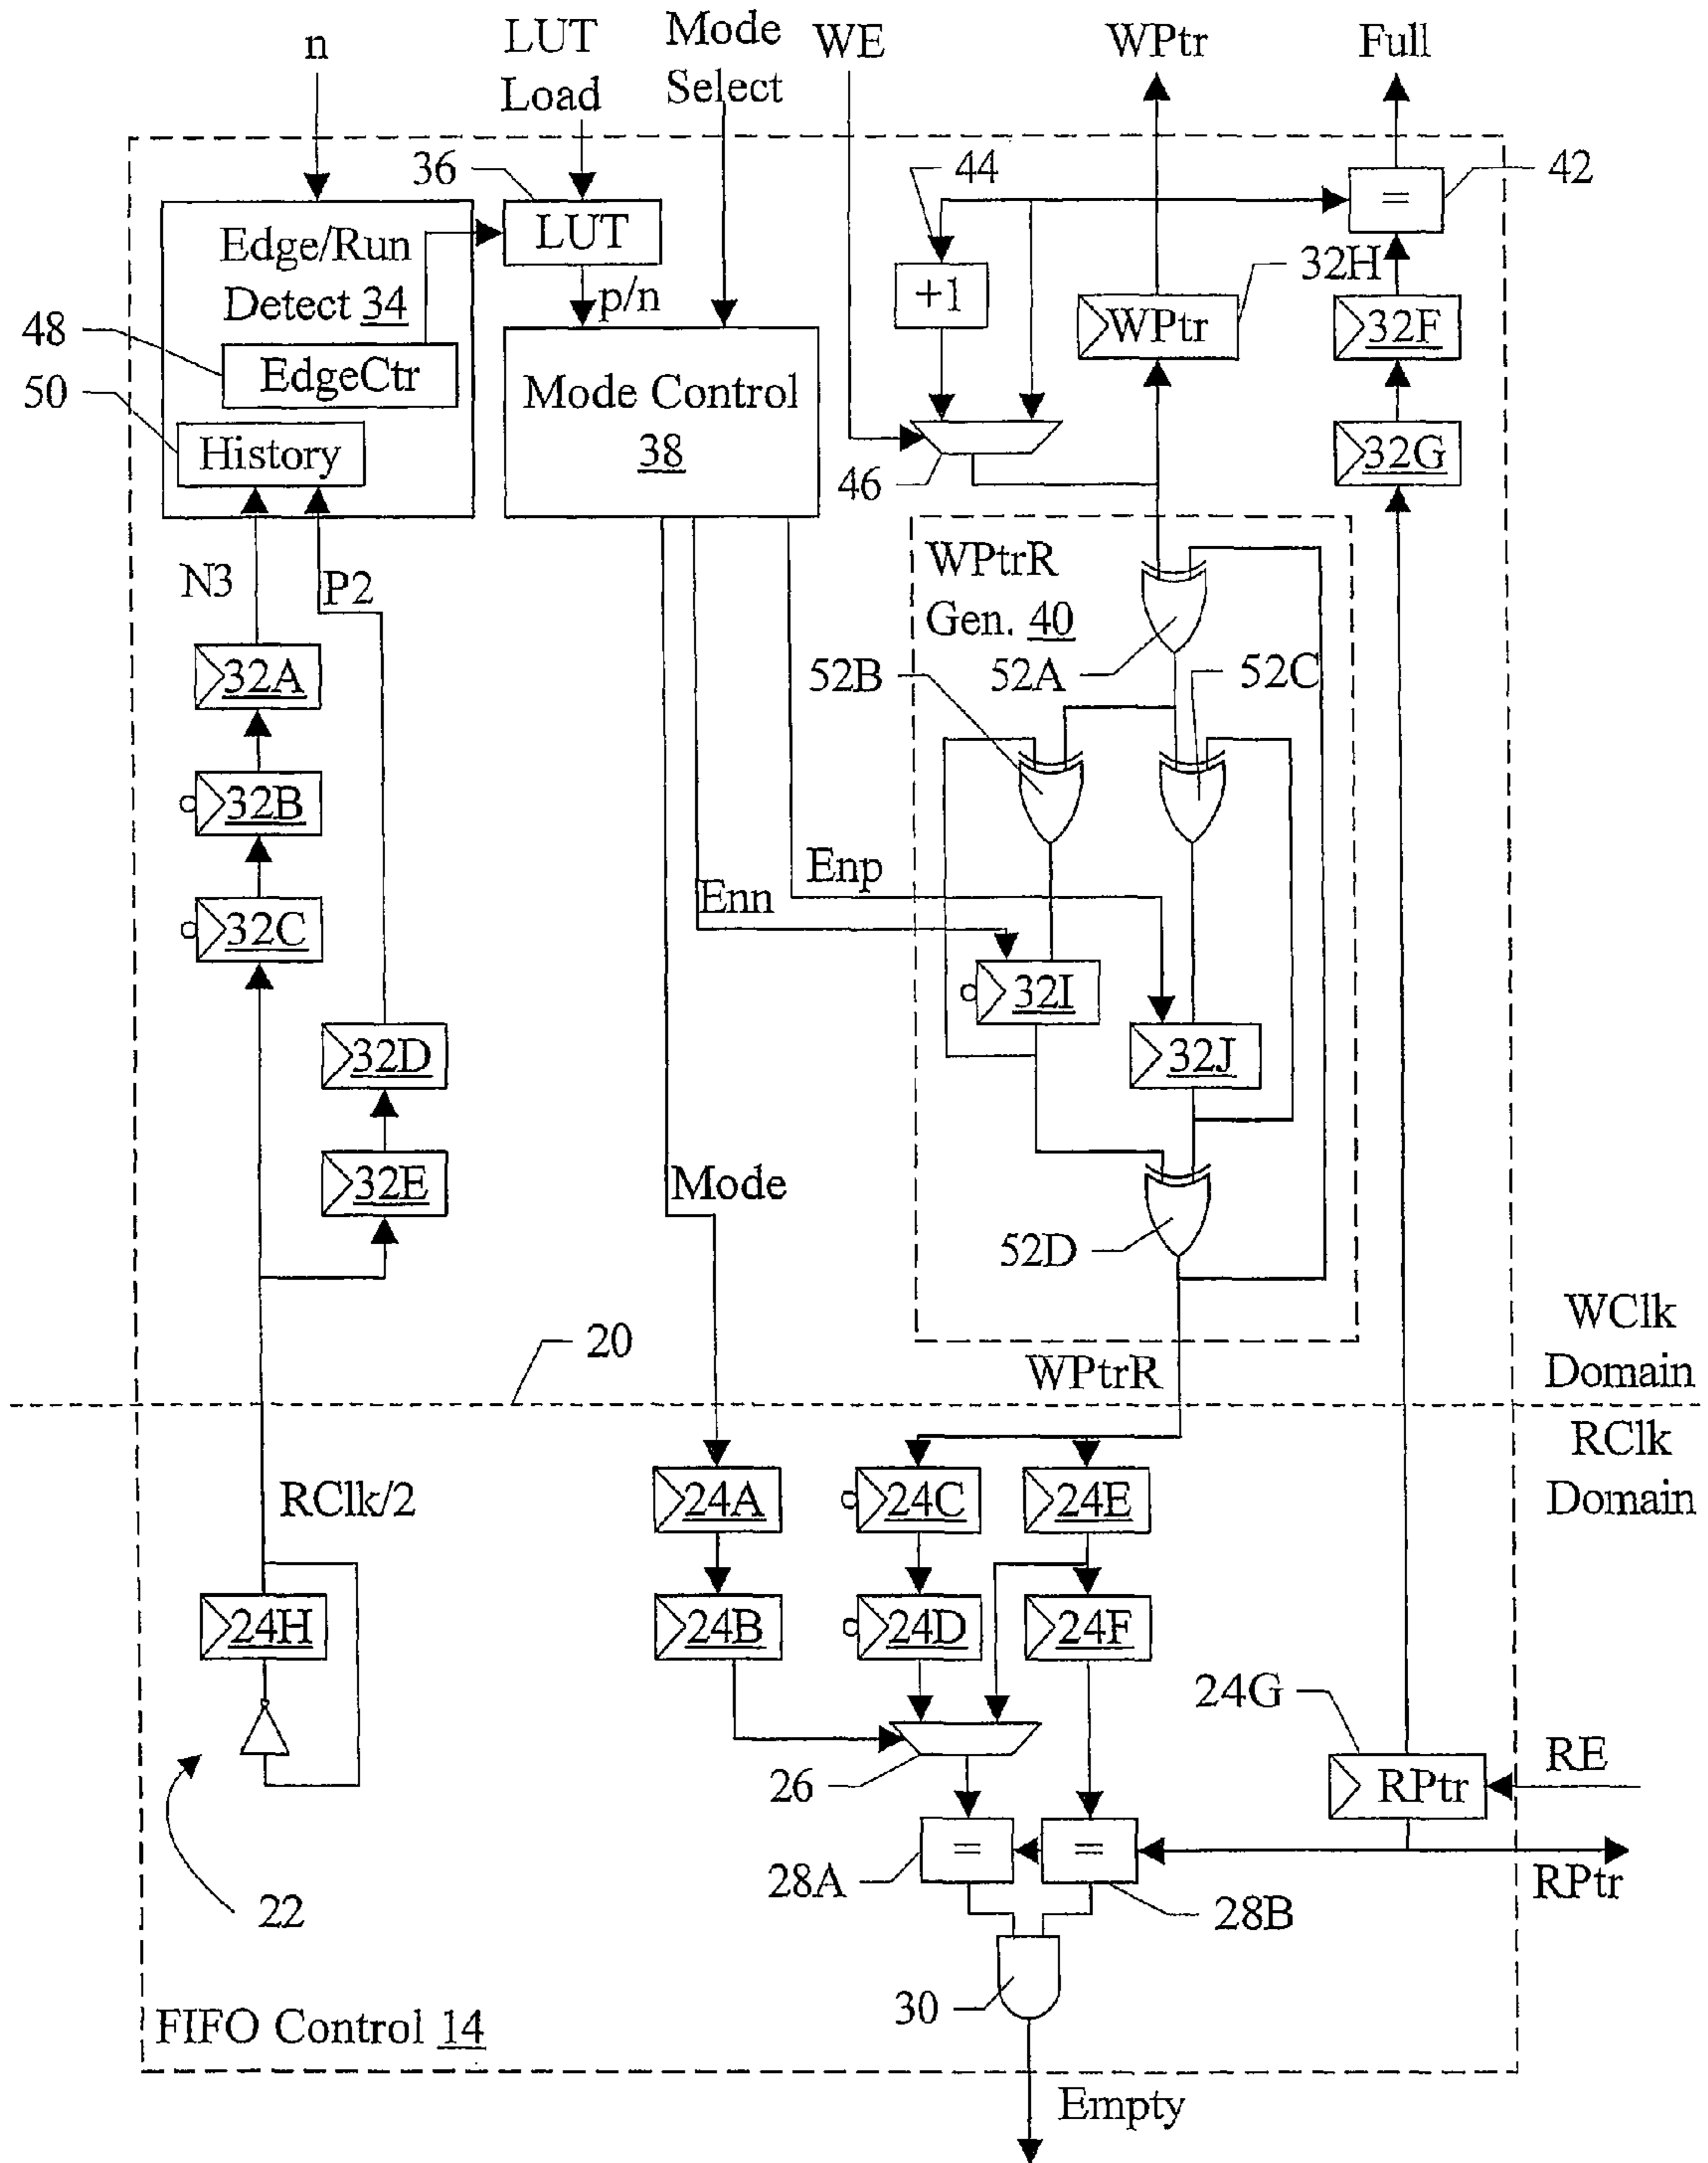 n
LUT
Load
Mode
Select
WE
WPtr
Full
36
44
=
42
Edge/Run
Detect 34
LUT
p/n
+1
WPtr
32H
32F
48
EdgeCtr
50
History
Mode Control
38
46
32G
N3
P2
WPtrR
Gen. 40
52A
52B
52C
32A
32B
32C
Enp
Enn
32I
32J
32D
32E
Mode
52D
20
WPtrR
WClk
Domain
RClk
Domain
RClk/2
24A
24C
24E
24H
24B
24D
24F
24G
RPtr
RE
26
=
=
28A
28B
RPtr
22
30
FIFO Control 14
Empty